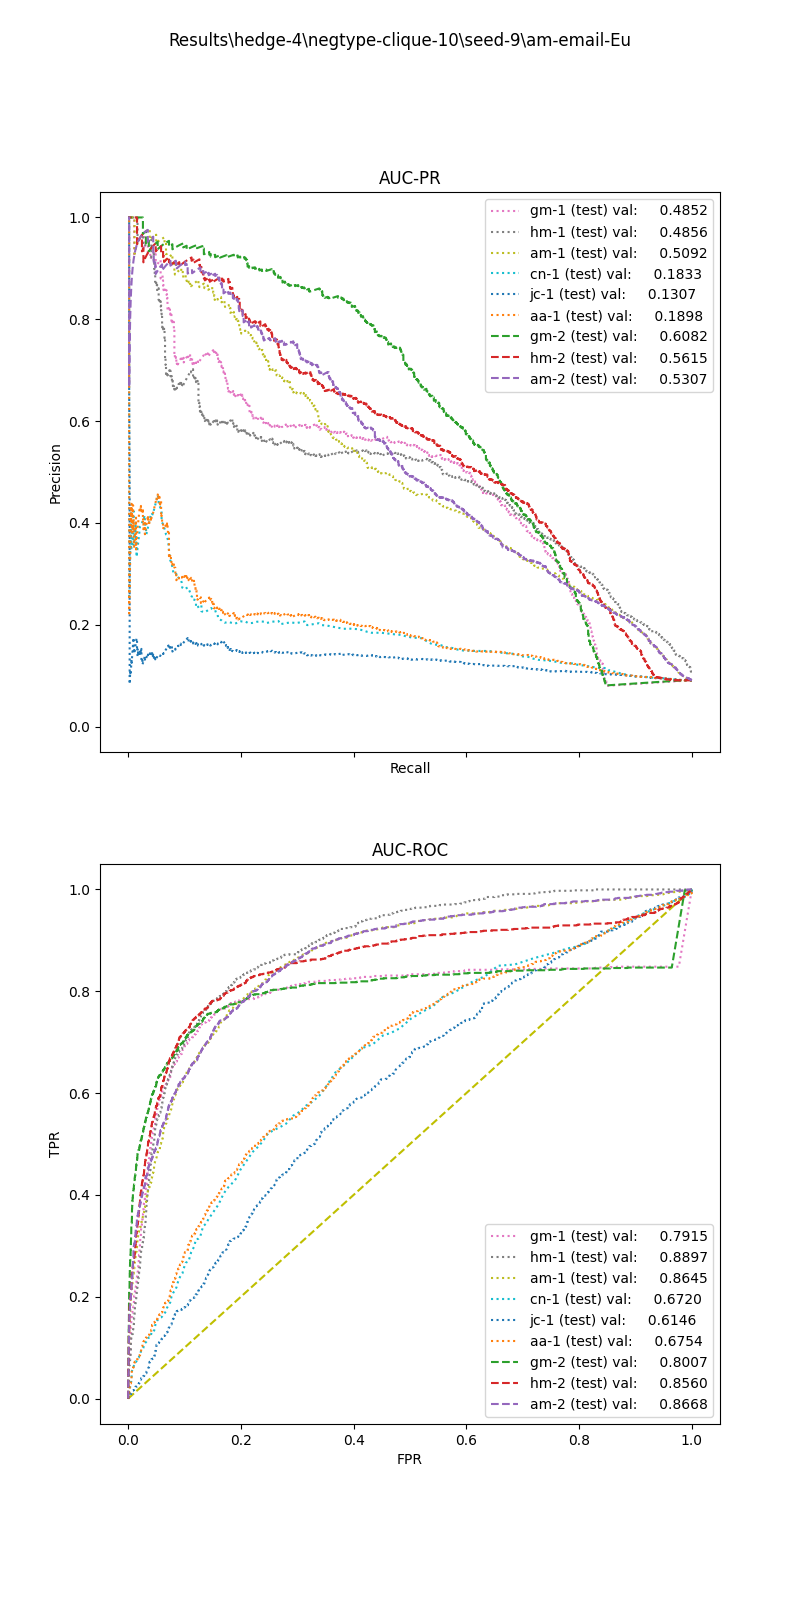 Results\hedge-4\negtype-clique-10\seed-9\am-email-Eu
AUC-PR
1.0
0.8
0.6
0.4
0.2
0.0
Precision
Recall
gm-1 (test) val: 0.4852
hm-1 (test) val: 0.4856
am-1 (test) val: 0.5092
cn-1 (test) val: 0.1833
jc-1 (test) val: 0.1307
aa-1 (test) val: 0.1898
gm-2 (test) val: 0.6082
hm-2 (test) val: 0.5615
am-2 (test) val: 0.5307
AUC-ROC
1.0
0.8
0.6
0.4
0.2
0.0
TPR
0.0 0.2 0.4 0.6 0.8 1.0
FPR
gm-1 (test) val: 0.7915
hm-1 (test) val: 0.8897
am-1 (test) val: 0.8645
cn-1 (test) val: 0.6720
jc-1 (test) val: 0.6146
aa-1 (test) val: 0.6754
gm-2 (test) val: 0.8007
hm-2 (test) val: 0.8560
am-2 (test) val: 0.8668